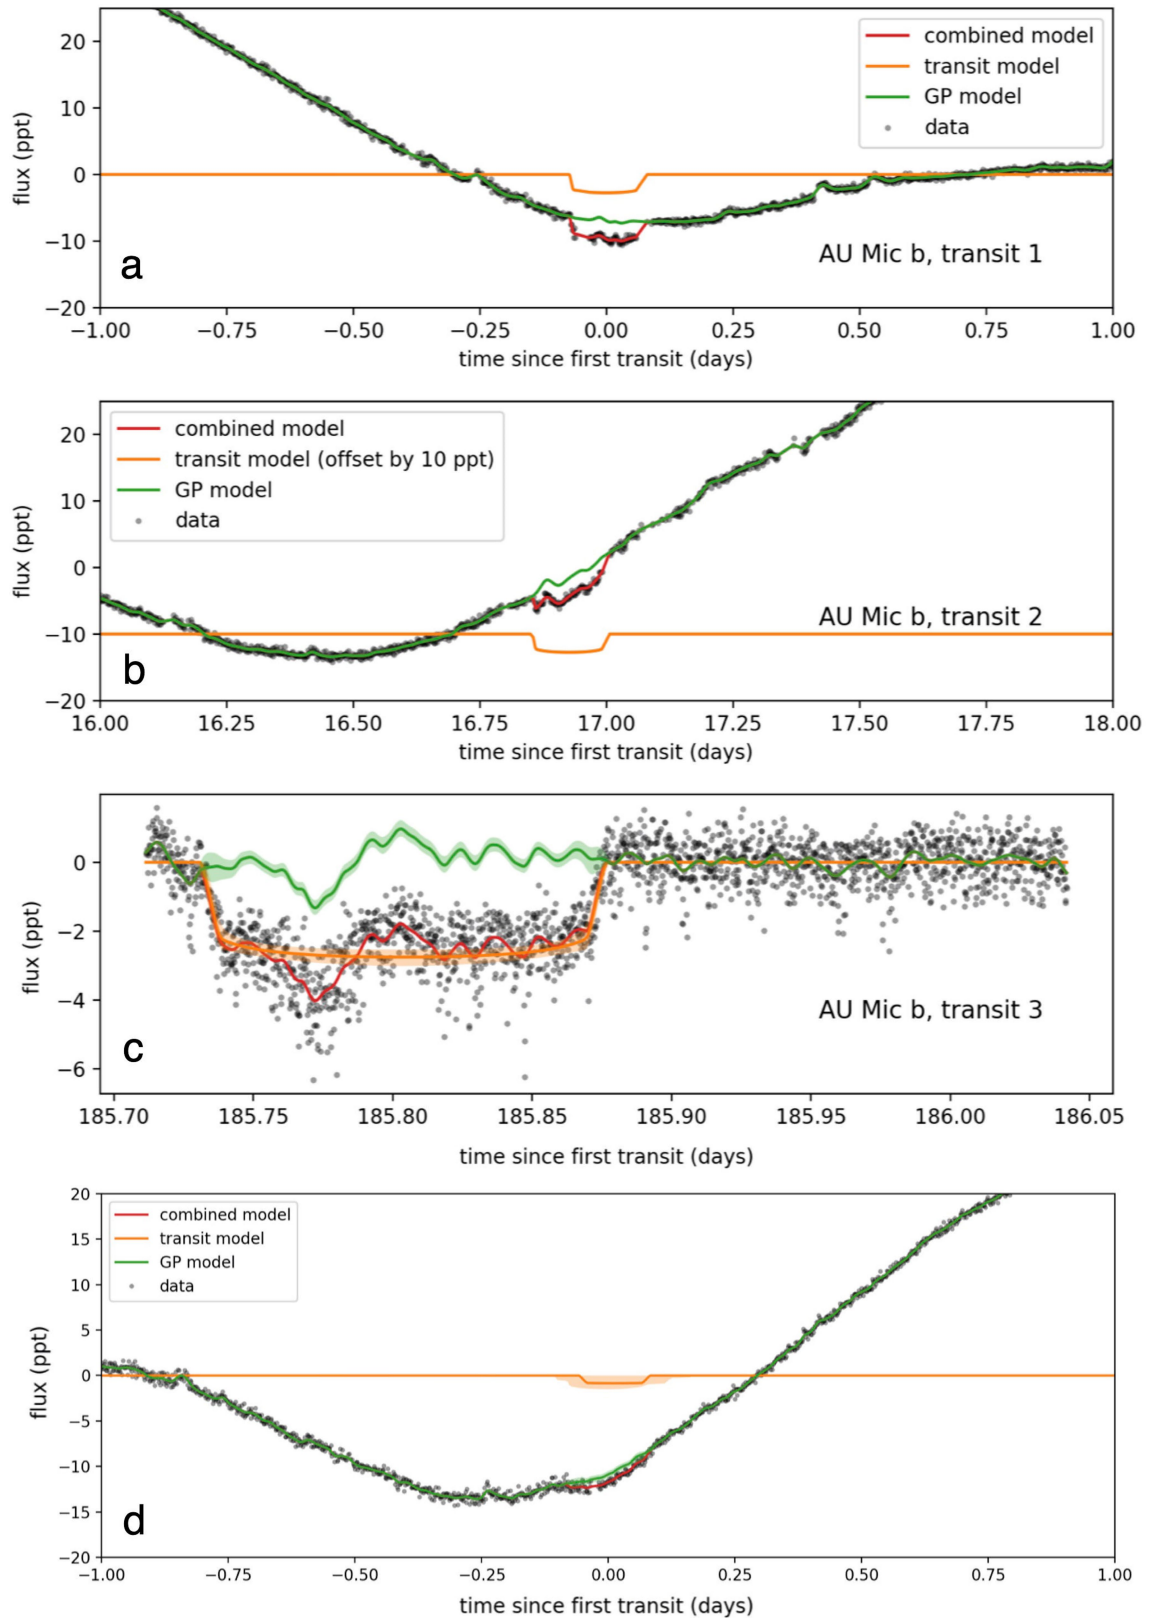 combined model
transit model
GP model
data
20
10
0
−10
−20
flux (ppt)
a
AU Mic b, transit 1
−1.00 −0.75 −0.50 −0.25 0.00 0.25 0.50 0.75 1.00
time since first transit (days)
combined model
transit model (offset by 10 ppt)
GP model
data
20
10
0
−10
−20
flux (ppt)
b
AU Mic b, transit 2
16.00 16.25 16.50 16.75 17.00 17.25 17.50 17.75 18.00
time since first transit (days)
0
−2
−4
−6
flux (ppt)
c
AU Mic b, transit 3
185.70 185.75 185.80 185.85 185.90 185.95 186.00 186.05
time since first transit (days)
combined model
transit model
GP model
data
20
15
10
5
0
−5
−10
−15
−20
flux (ppt)
d
−1.00 −0.75 −0.50 −0.25 0.00 0.25 0.50 0.75 1.00
time since first transit (days)